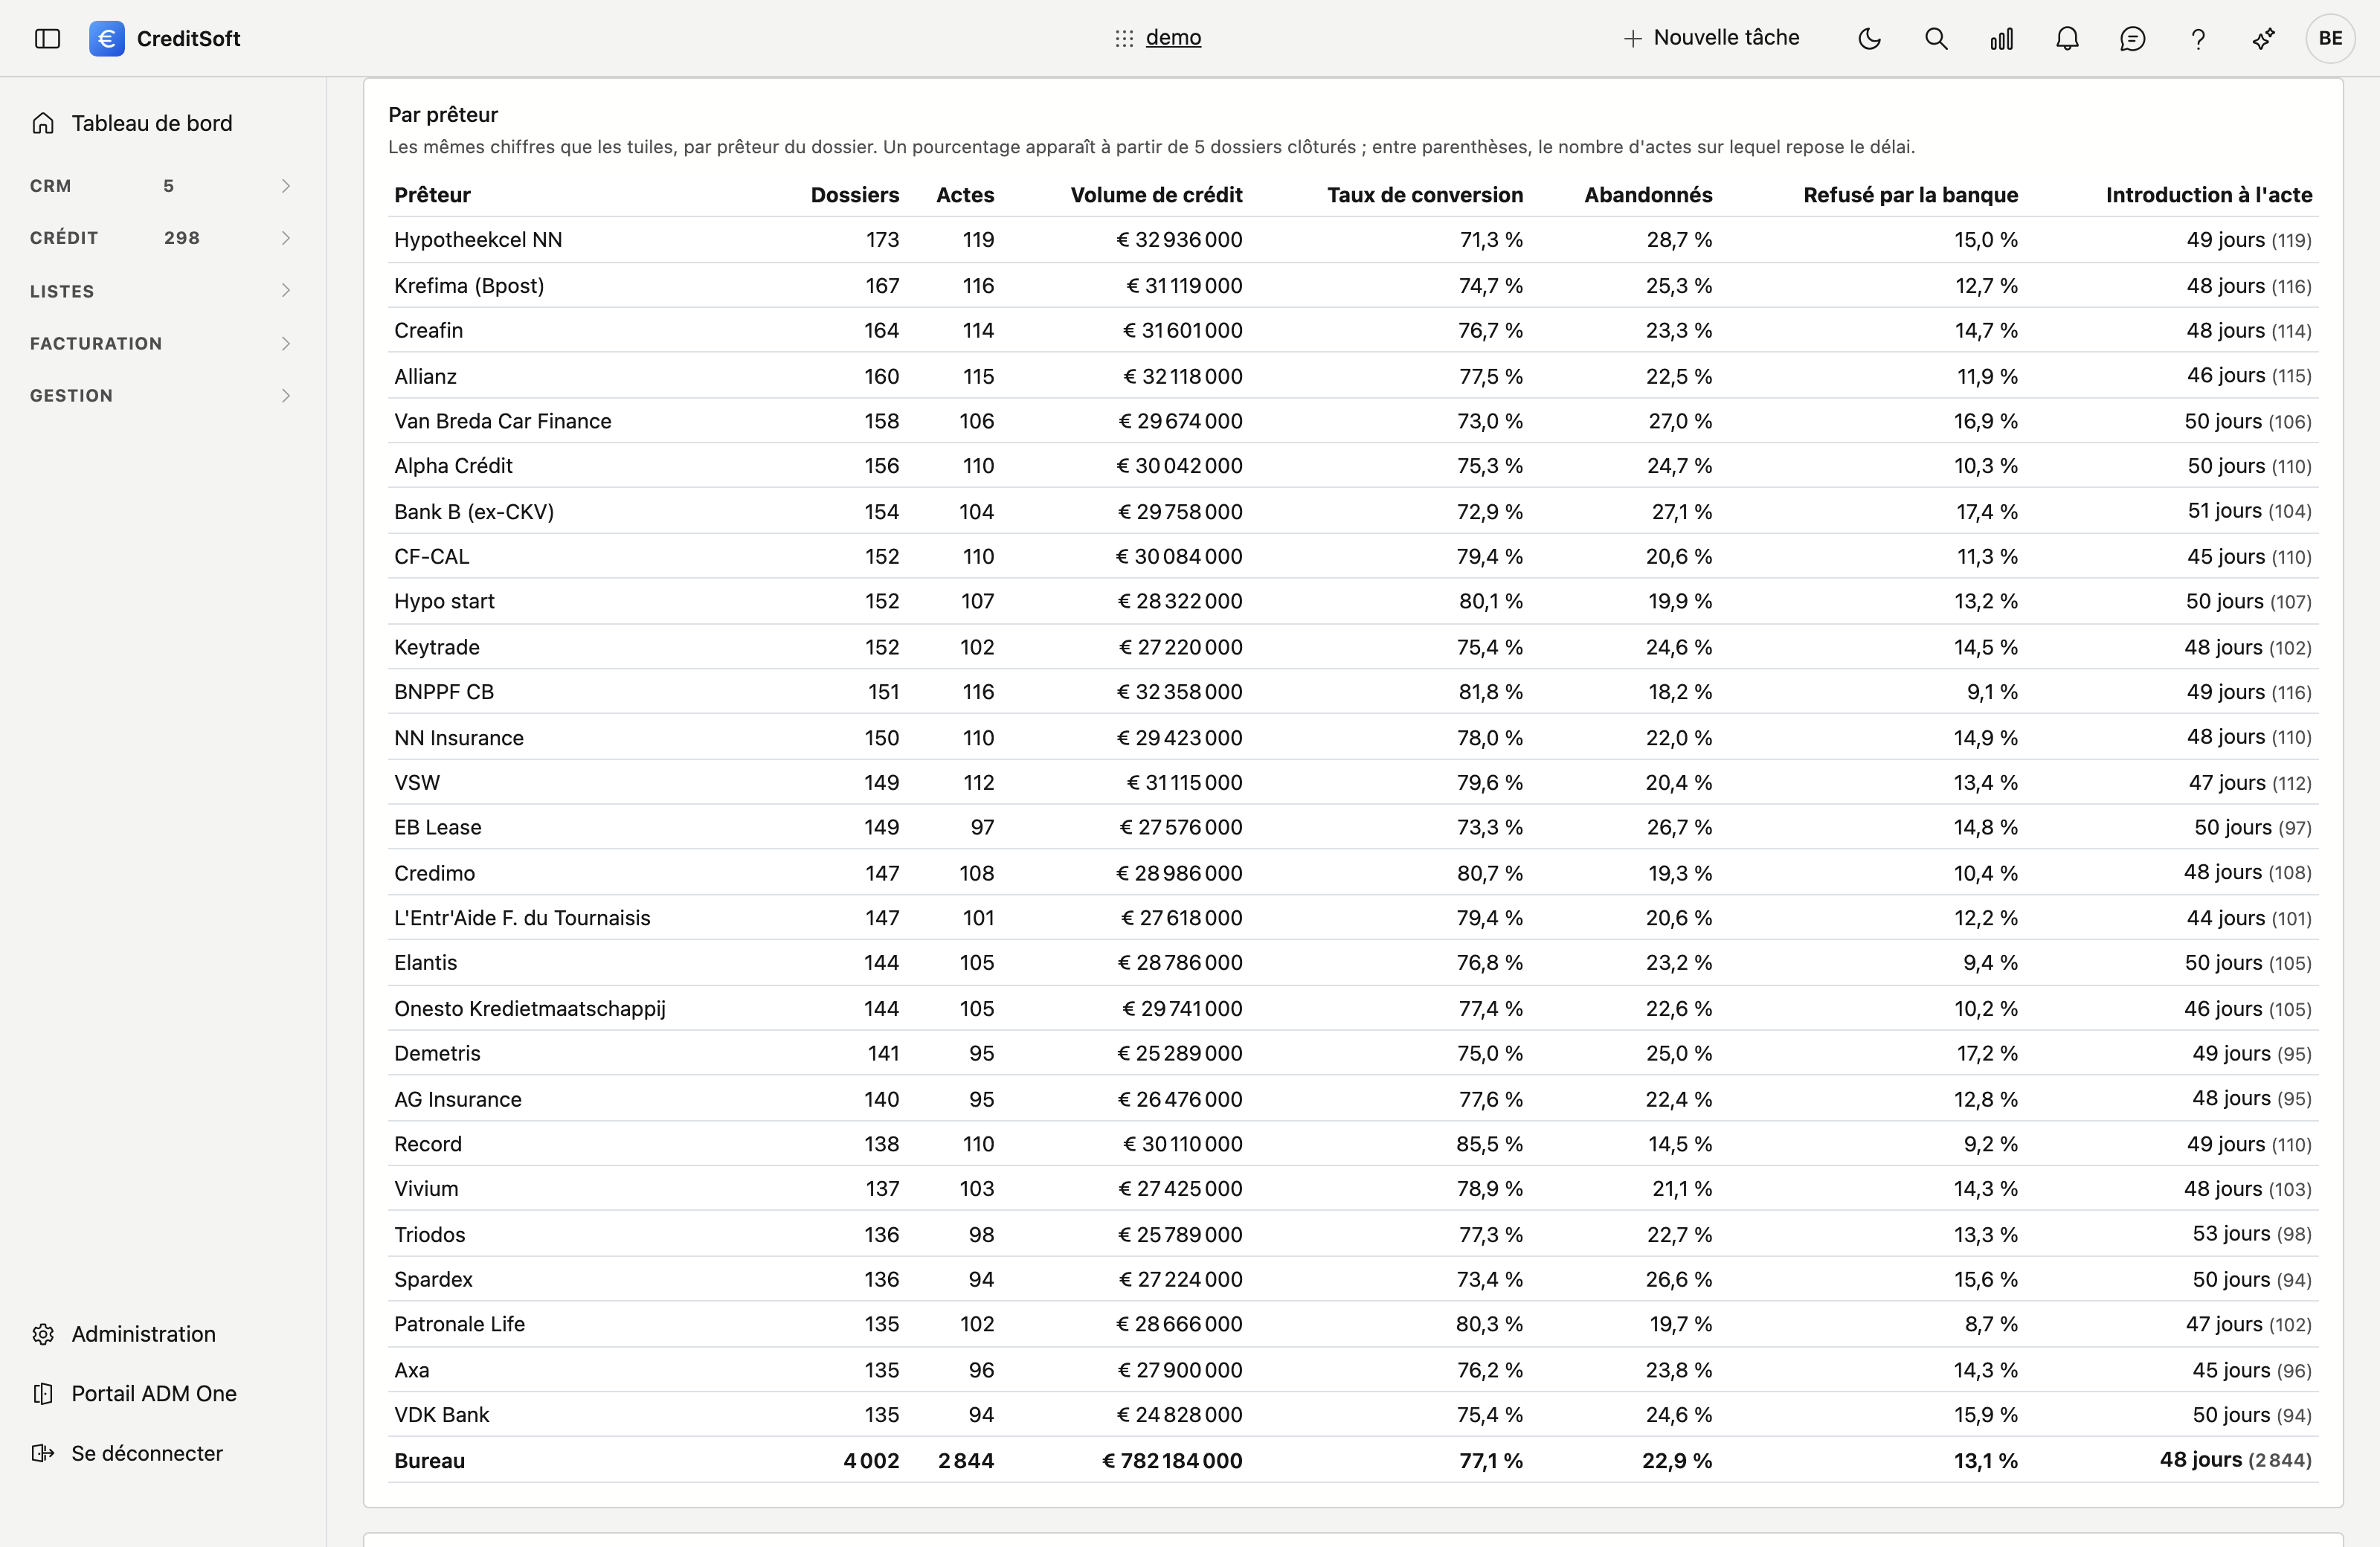 CreditSoft
demo
Nouvelle tâche
BE
Tableau de bord
CRM 5
CRÉDIT 298
LISTES
FACTURATION
GESTION
Administration
Portail ADM One
Se déconnecter
Par prêteur
Les mêmes chiffres que les tuiles, par prêteur du dossier. Un pourcentage apparaît à partir de 5 dossiers clôturés ; entre parenthèses, le nombre d'actes sur lequel repose le délai.
Prêteur Dossiers Actes Volume de crédit Taux de conversion Abandonnés Refusé par la banque Introduction à l'acte
Hypotheekcel NN 173 119 € 32 936 000 71,3 % 28,7 % 15,0 % 49 jours (119)
Krefima (Bpost) 167 116 € 31 119 000 74,7 % 25,3 % 12,7 % 48 jours (116)
Creafin 164 114 € 31 601 000 76,7 % 23,3 % 14,7 % 48 jours (114)
Allianz 160 115 € 32 118 000 77,5 % 22,5 % 11,9 % 46 jours (115)
Van Breda Car Finance 158 106 € 29 674 000 73,0 % 27,0 % 16,9 % 50 jours (106)
Alpha Crédit 156 110 € 30 042 000 75,3 % 24,7 % 10,3 % 50 jours (110)
Bank B (ex-CKV) 154 104 € 29 758 000 72,9 % 27,1 % 17,4 % 51 jours (104)
CF-CAL 152 110 € 30 084 000 79,4 % 20,6 % 11,3 % 45 jours (110)
Hypo start 152 107 € 28 322 000 80,1 % 19,9 % 13,2 % 50 jours (107)
Keytrade 152 102 € 27 220 000 75,4 % 24,6 % 14,5 % 48 jours (102)
BNPPF CB 151 116 € 32 358 000 81,8 % 18,2 % 9,1 % 49 jours (116)
NN Insurance 150 110 € 29 423 000 78,0 % 22,0 % 14,9 % 48 jours (110)
VSW 149 112 € 31 115 000 79,6 % 20,4 % 13,4 % 47 jours (112)
EB Lease 149 97 € 27 576 000 73,3 % 26,7 % 14,8 % 50 jours (97)
Credimo 147 108 € 28 986 000 80,7 % 19,3 % 10,4 % 48 jours (108)
L'Entr'Aide F. du Tournaisis 147 101 € 27 618 000 79,4 % 20,6 % 12,2 % 44 jours (101)
Elantis 144 105 € 28 786 000 76,8 % 23,2 % 9,4 % 50 jours (105)
Onesto Kredietmaatschappij 144 105 € 29 741 000 77,4 % 22,6 % 10,2 % 46 jours (105)
Demetris 141 95 € 25 289 000 75,0 % 25,0 % 17,2 % 49 jours (95)
AG Insurance 140 95 € 26 476 000 77,6 % 22,4 % 12,8 % 48 jours (95)
Record 138 110 € 30 110 000 85,5 % 14,5 % 9,2 % 49 jours (110)
Vivium 137 103 € 27 425 000 78,9 % 21,1 % 14,3 % 48 jours (103)
Triodos 136 98 € 25 789 000 77,3 % 22,7 % 13,3 % 53 jours (98)
Spardex 136 94 € 27 224 000 73,4 % 26,6 % 15,6 % 50 jours (94)
Patronale Life 135 102 € 28 666 000 80,3 % 19,7 % 8,7 % 47 jours (102)
Axa 135 96 € 27 900 000 76,2 % 23,8 % 14,3 % 45 jours (96)
VDK Bank 135 94 € 24 828 000 75,4 % 24,6 % 15,9 % 50 jours (94)
Bureau 4 002 2 844 € 782 184 000 77,1 % 22,9 % 13,1 % 48 jours (2 844)